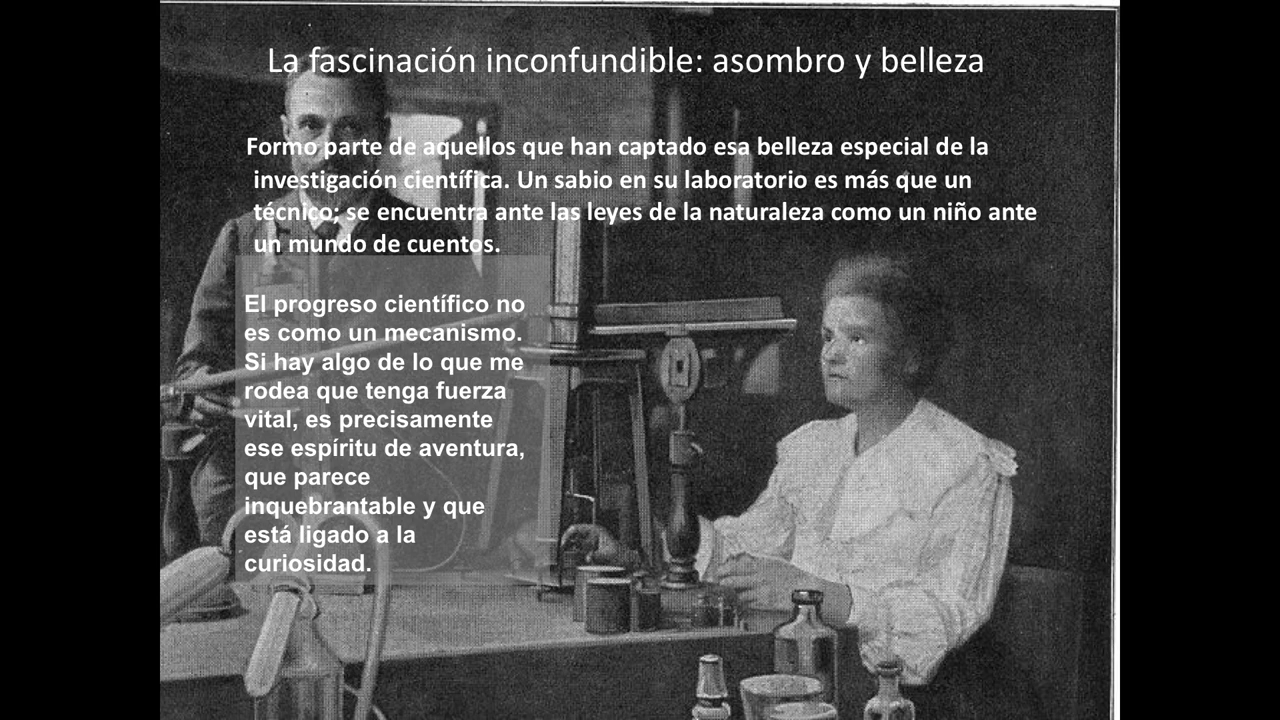 La fascinación inconfundible: asombro y belleza
Formo parte de aquellos que han captado esa belleza especial de la
investigación científica. Un sabio en su laboratorio es más que un
técnico; se encuentra ante las leyes de la naturaleza como un niño ante
un mundo de cuentos.
El progreso científico no
es como un mecanismo.
Si hay algo de lo que me
rodea que tenga fuerza
vital, es precisamente
ese espíritu de aventura,
que parece
inquebrantable y que
está ligado a la
curiosidad.